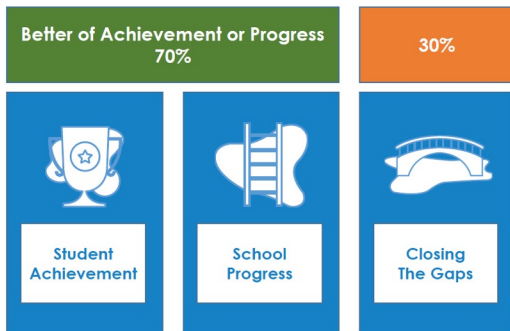 Better of Achievement or Progress
70%
30%
Student
Achievement
School
Progress
Closing
The Gaps